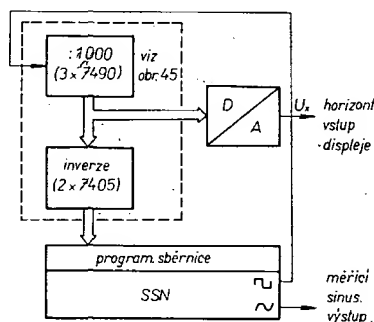 :1000
(3×7490)
viz
obr. 45
D
A
Uₓ
horizont.
vstup
displeje
inverze
(2×7405)
program. sběrnice
SSN
měřicí
sinus.
výstup